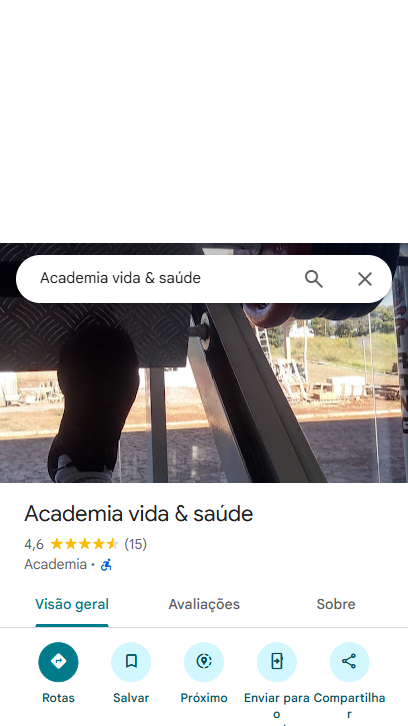 Academia vida & saúde
Academia vida & saúde
4,6 (15)
Academia ·
Visão geral Avaliações Sobre
Rotas Salvar Próximo Enviar para o Compartilhar